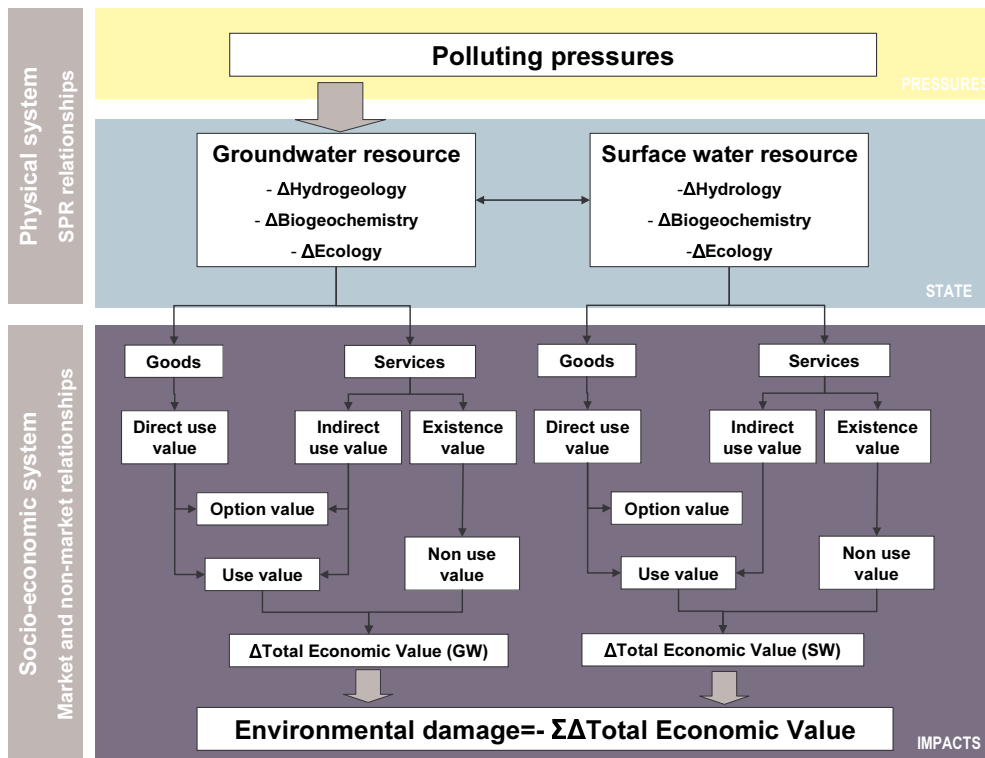 Physical system
SPR relationships
Polluting pressures
PRESSURES
Groundwater resource
- ΔHydrogeology
- ΔBiogeochemistry
- ΔEcology
Surface water resource
-ΔHydrology
- ΔBiogeochemistry
-ΔEcology
STATE
Socio-economic system
Market and non-market relationships
Goods
Services
Goods
Services
Direct use
value
Indirect
use value
Existence
value
Direct use
value
Indirect
use value
Existence
value
Option value
Option value
Use value
Non use
value
Use value
Non use
value
ΔTotal Economic Value (GW)
ΔTotal Economic Value (SW)
Environmental damage=- ΣΔTotal Economic Value
IMPACTS